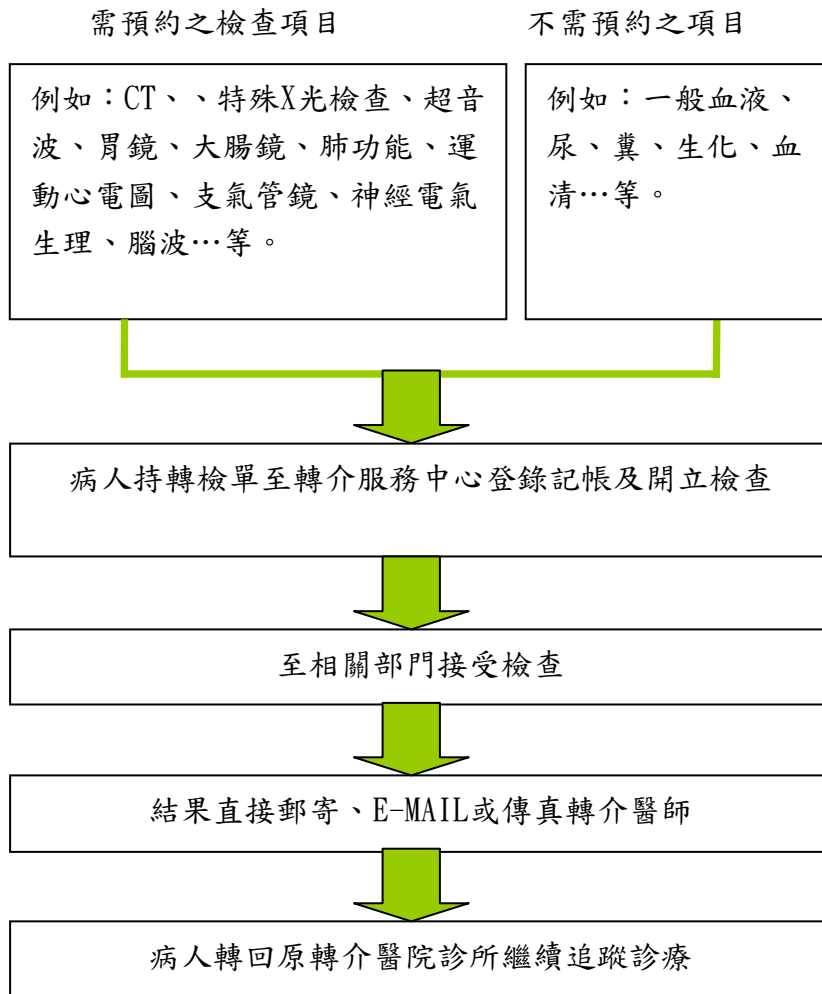 需預約之檢查項目
不需預約之項目
例如：CT、、特殊X光檢查、超音
波、胃鏡、大腸鏡、肺功能、運
動心電圖、支氣管鏡、神經電氣
生理、腦波…等。
例如：一般血液、
尿、糞、生化、血
清…等。
病人持轉檢單至轉介服務中心登錄記帳及開立檢查
至相關部門接受檢查
結果直接郵寄、E-MAIL或傳真轉介醫師
病人轉回原轉介醫院診所繼續追蹤診療